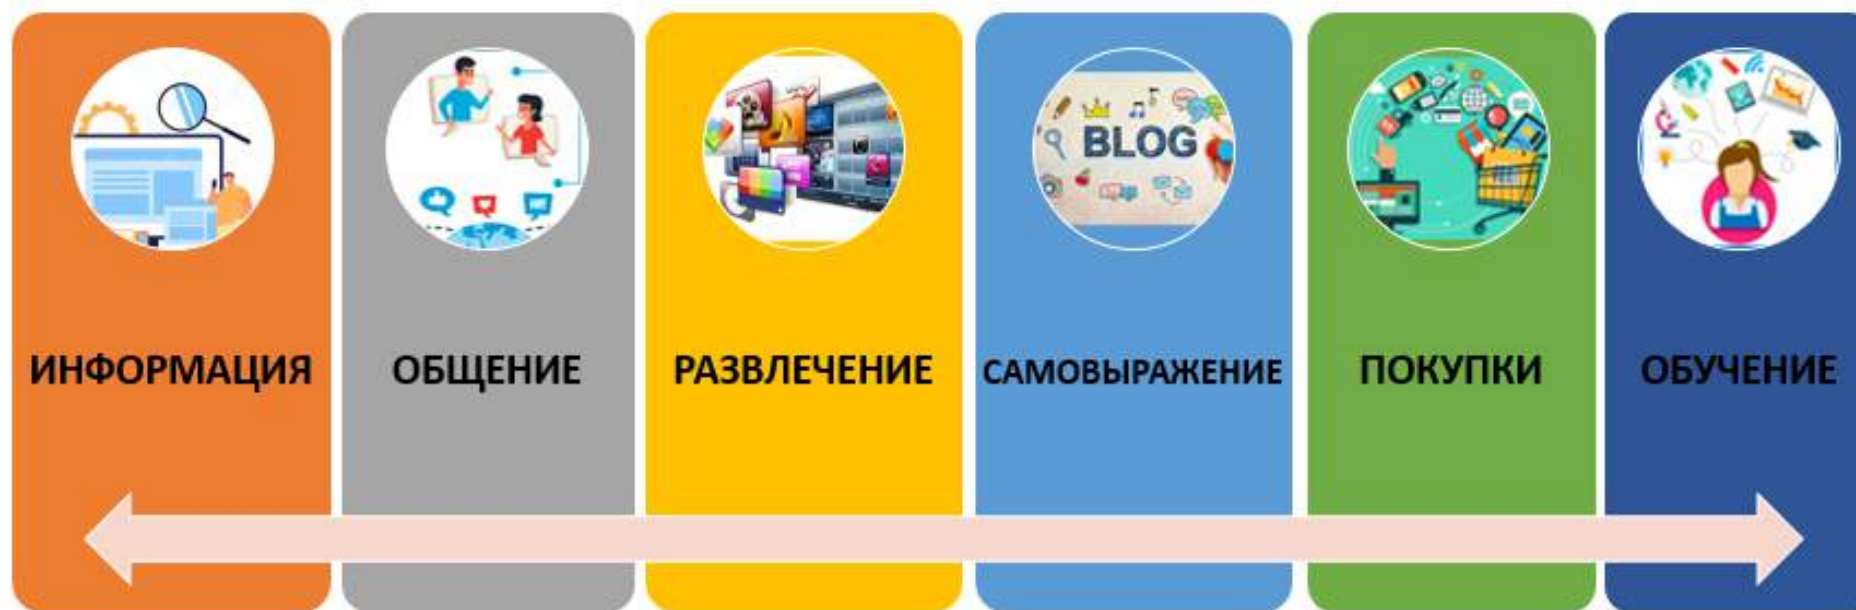 BLOG
ИНФОРМАЦИЯ
ОБЩЕНИЕ
РАЗВЛЕЧЕНИЕ
САМОВЫРАЖЕНИЕ
ПОКУПКИ
ОБУЧЕНИЕ